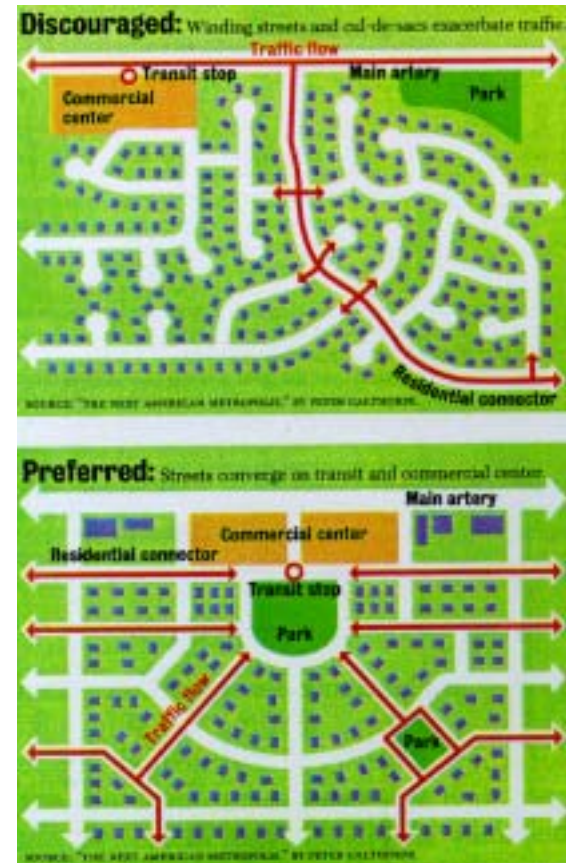 Discouraged: Winding streets and cul-de-sacs exacerbate traffic.
Traffic flow
Transit stop
Main artery
Commercial
center
Park
Residential connector
SOURCE: "THE NEXT AMERICAN METROPOLIS," BY PETER CALTHORPE.
Preferred: Streets converge on transit and commercial center.
Main artery
Commercial center
Residential connector
Transit stop
Park
Traffic flow
Park
SOURCE: "THE NEXT AMERICAN METROPOLIS," BY PETER CALTHORPE.